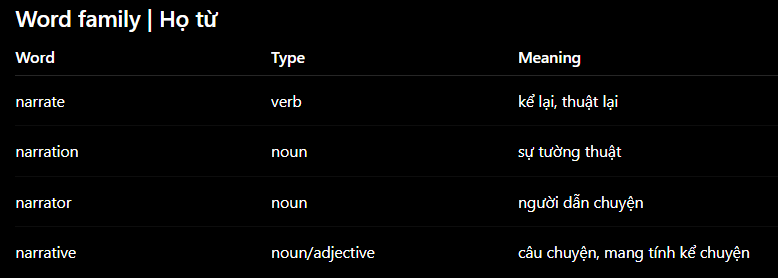 Word family | Họ từ
Word Type Meaning
narrate verb kể lại, thuật lại
narration noun sự tường thuật
narrator noun người dẫn chuyện
narrative noun/adjective câu chuyện, mang tính kể chuyện